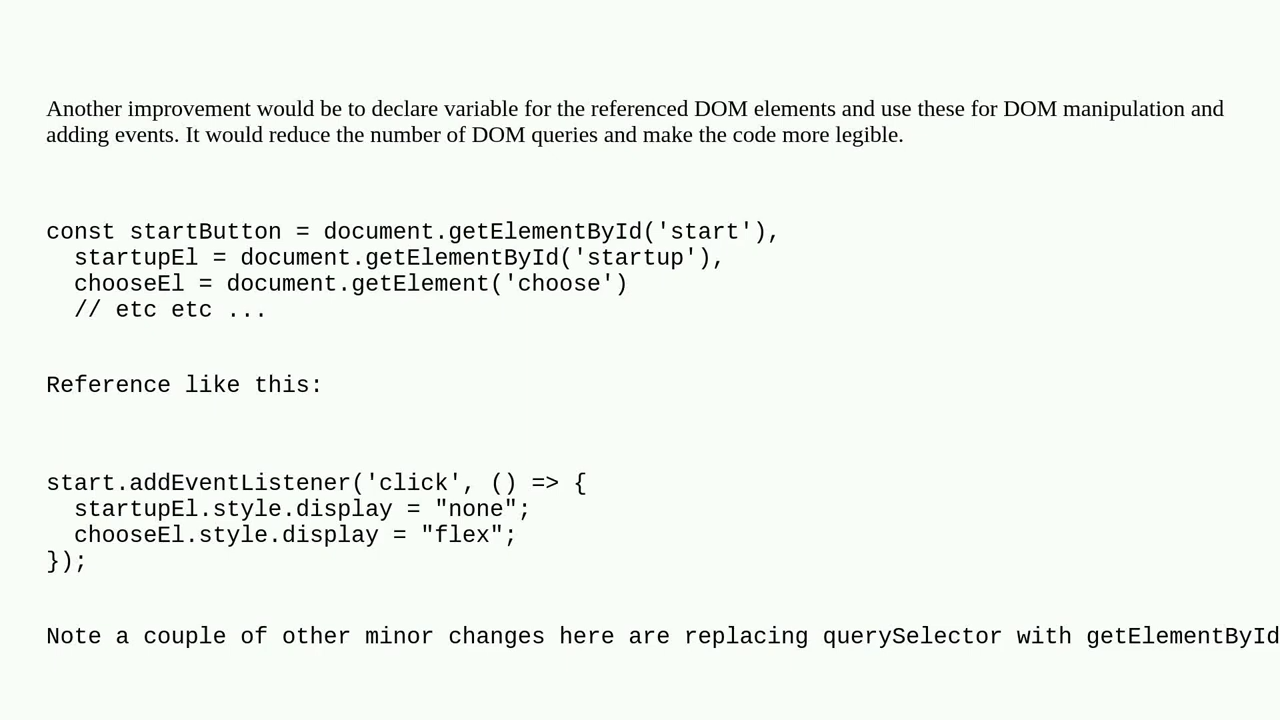 Another improvement would be to declare variable for the referenced DOM elements and use these for DOM manipulation and
adding events. It would reduce the number of DOM queries and make the code more legible.
const startButton = document.getElementById('start'),
  startupEl = document.getElementById('startup'),
  chooseEl = document.getElement('choose')
  // etc etc ...
Reference like this:
start.addEventListener('click', () => {
  startupEl.style.display = "none";
  chooseEl.style.display = "flex";
});
Note a couple of other minor changes here are replacing querySelector with getElementById